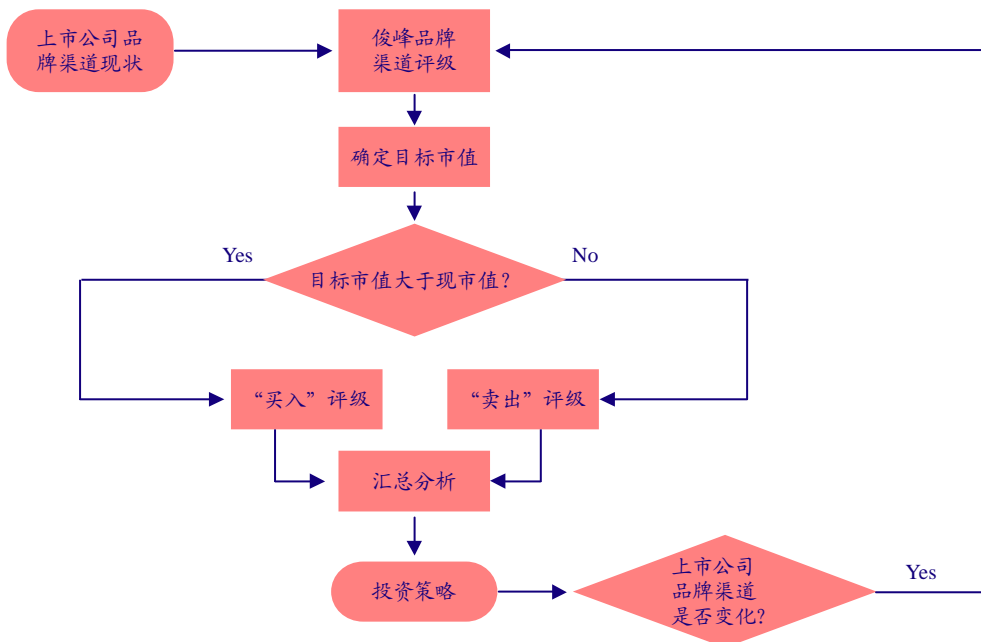 上市公司品
牌渠道现状
俊峰品牌
渠道评级
确定目标市值
Yes
No
目标市值大于现市值？
“买入”评级
“卖出”评级
汇总分析
投资策略
上市公司
品牌渠道
是否变化？
Yes